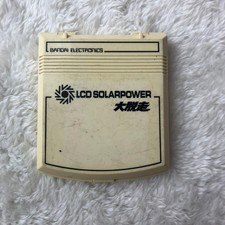 BANDAI ELECTRONICS
LCD SOLARPOWER
大脱走